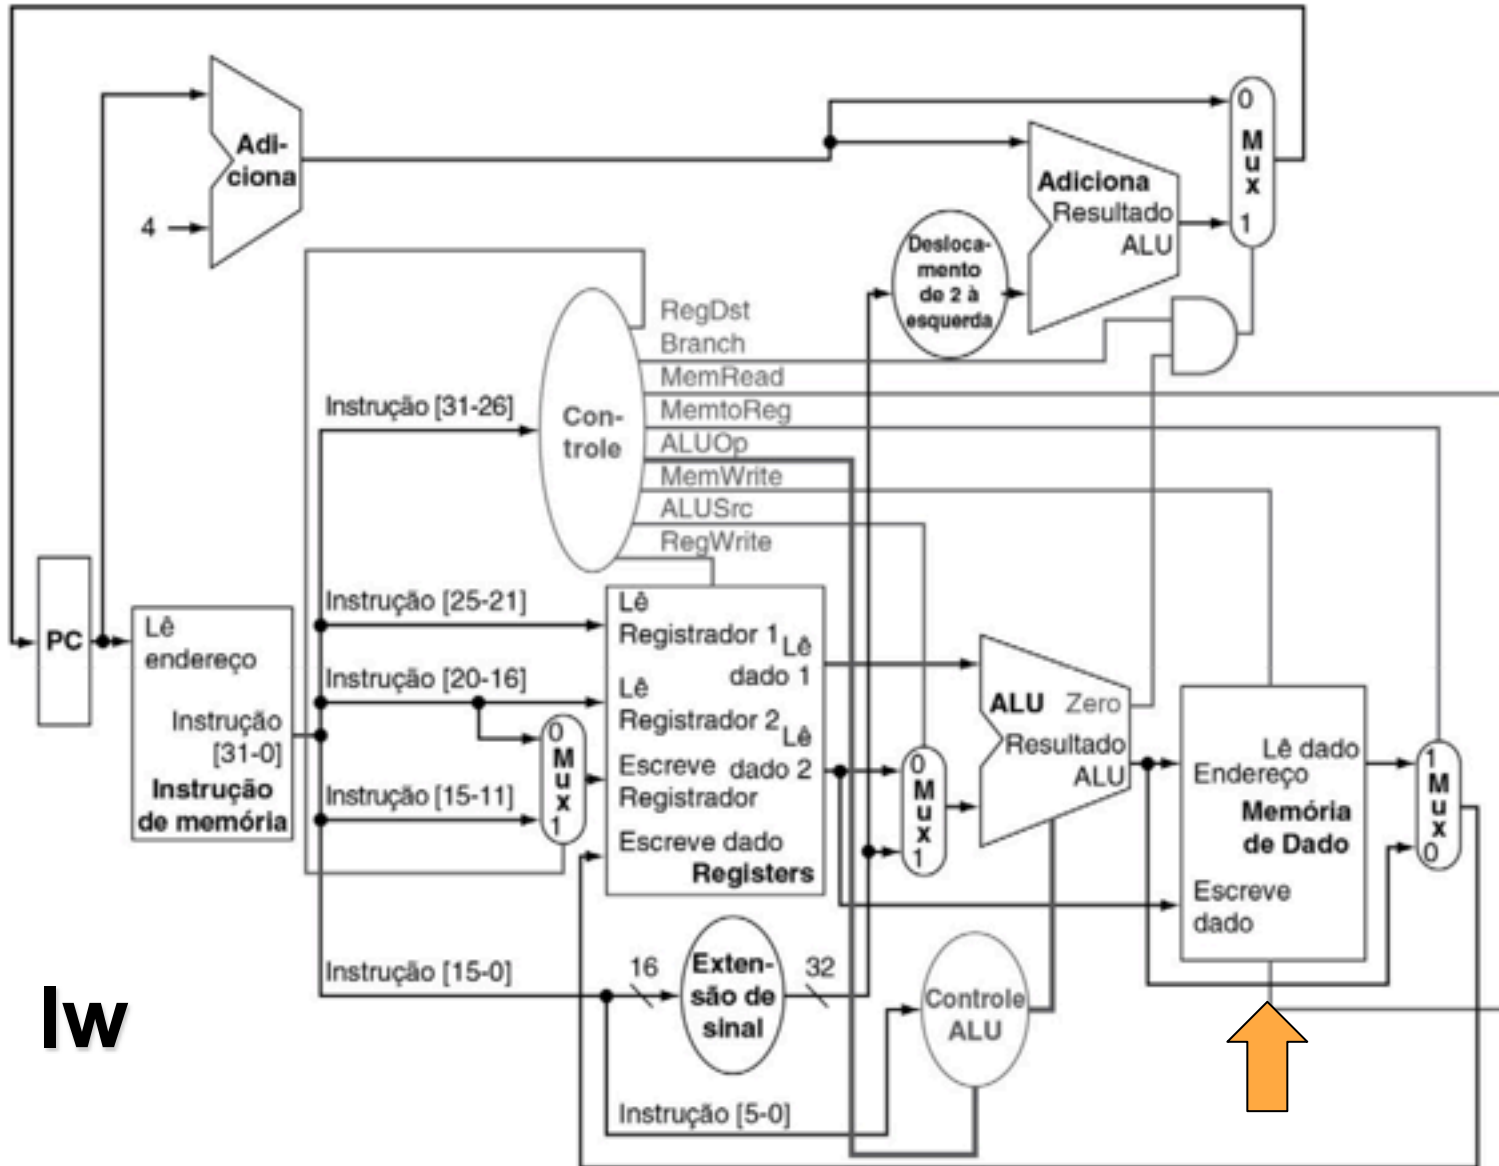 Adi-
ciona
4
0
Mux
1
Adiciona
Resultado
ALU
Desloca-
mento
de 2 à
esquerda
RegDst
Branch
MemRead
MemtoReg
ALUOp
MemWrite
ALUSrc
RegWrite
Con-
trole
Instrução [31-26]
Instrução [25-21]
Instrução [20-16]
Instrução [15-11]
Instrução [15-0]
Instrução [5-0]
PC
Lê
endereço
Instrução
[31-0]
Instrução
de memória
0
Mux
1
Lê
Registrador 1
Lê
dado 1
Lê
Registrador 2
Lê
dado 2
Escreve
Registrador
Escreve dado
Registers
0
Mux
1
ALU
Zero
Resultado
ALU
Lê dado
Endereço
Memória
de Dado
Escreve
dado
1
Mux
0
16
Exten-
são de
sinal
32
Controle
ALU
lw